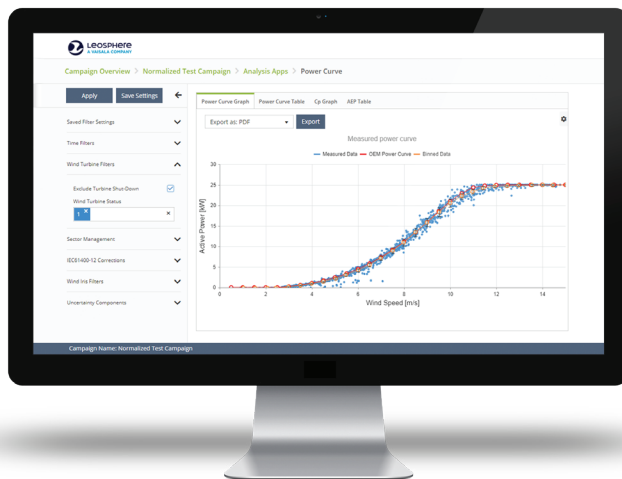 LEOSPHERE
A VAISALA COMPANY
Campaign Overview > Normalized Test Campaign > Analysis Apps > Power Curve
Apply
Save Settings
Saved Filter Settings
Time Filters
Wind Turbine Filters
Exclude Turbine Shut-Down
Wind Turbine Status
1 ×
×
Sector Management
IEC61400-12 Corrections
Wind Iris Filters
Uncertainty Components
Power Curve Graph
Power Curve Table
Cp Graph
AEP Table
Export as: PDF
Export
Measured power curve
Measured Data
OEM Power Curve
Binned Data
Active Power [kW]
30
25
20
15
10
5
0
0 2 4 6 8 10 12 14
Wind Speed [m/s]
Campaign Name: Normalized Test Campaign